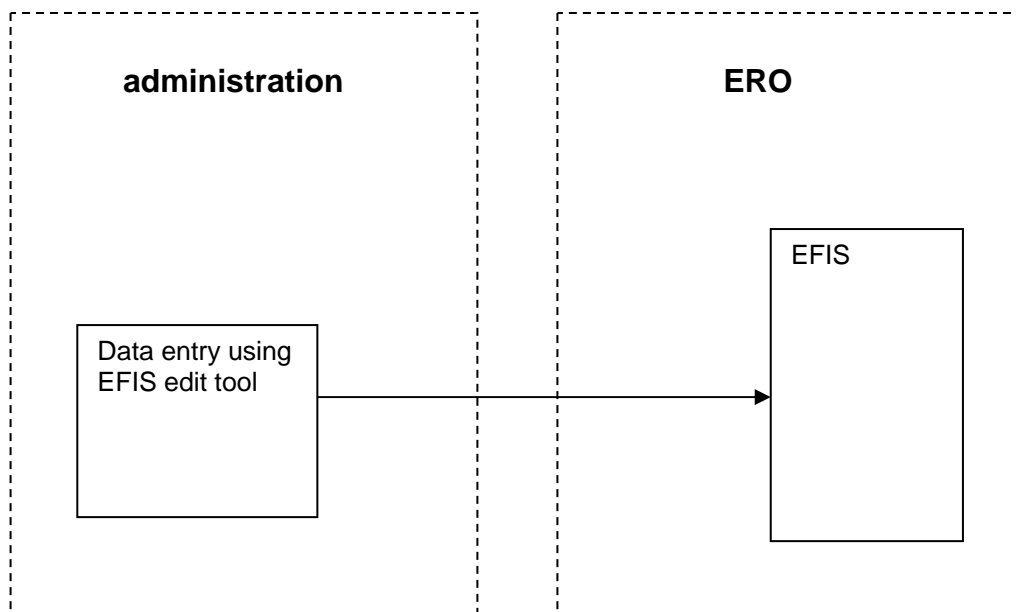 administration
ERO
EFIS
Data entry using
EFIS edit tool